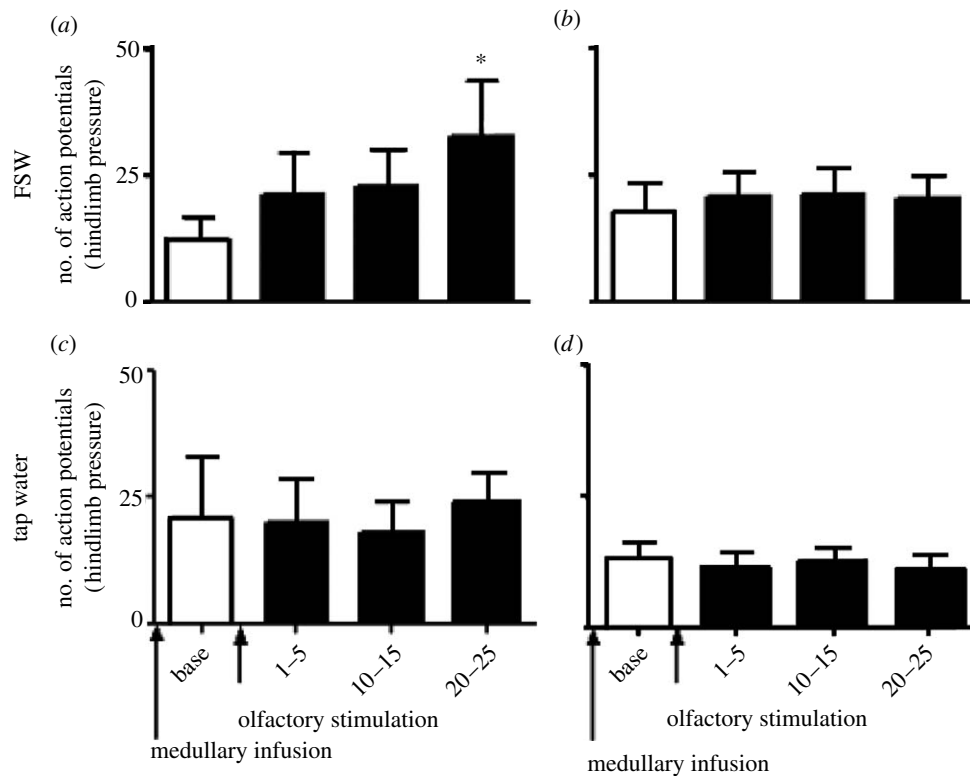 (a)
(b)
FSW
no. of action potentials
(hindlimb pressure)
50
25
0
*
(c)
(d)
tap water
no. of action potentials
(hindlimb pressure)
50
25
0
base
1–5
10–15
20–25
olfactory stimulation
medullary infusion
base
1–5
10–15
20–25
olfactory stimulation
medullary infusion